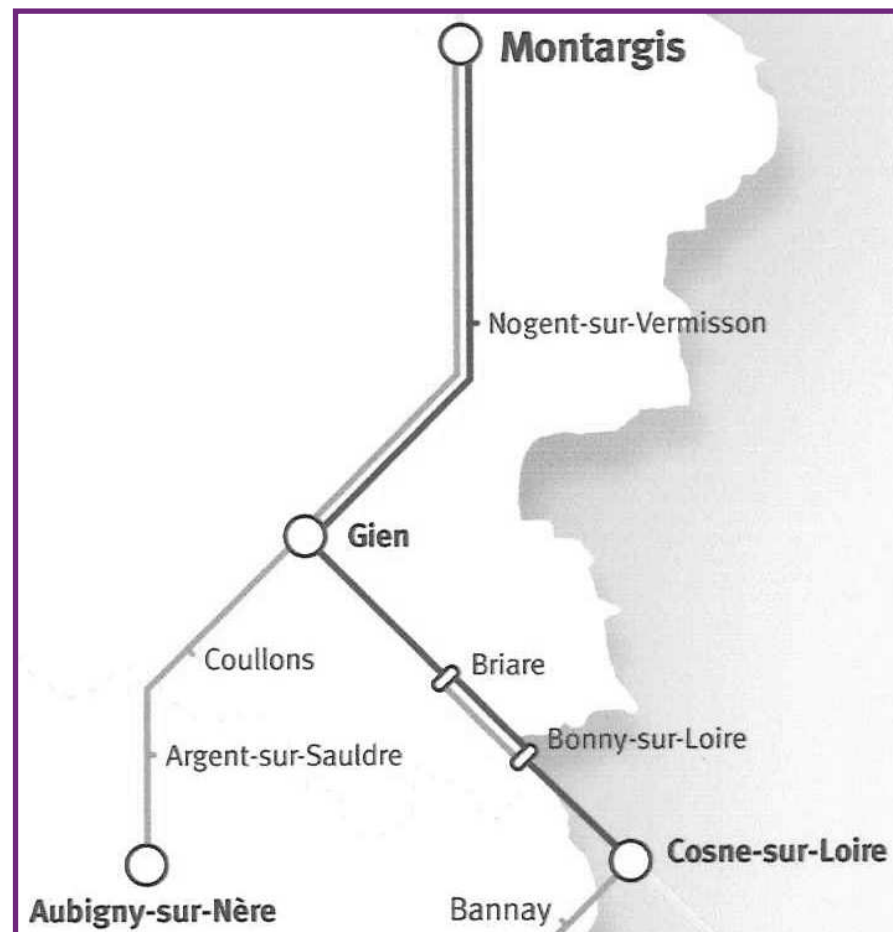 Montargis
Nogent-sur-Vermisson
Gien
Coullons
Briare
Bonny-sur-Loire
Argent-sur-Sauldre
Cosne-sur-Loire
Aubigny-sur-Nère
Bannay